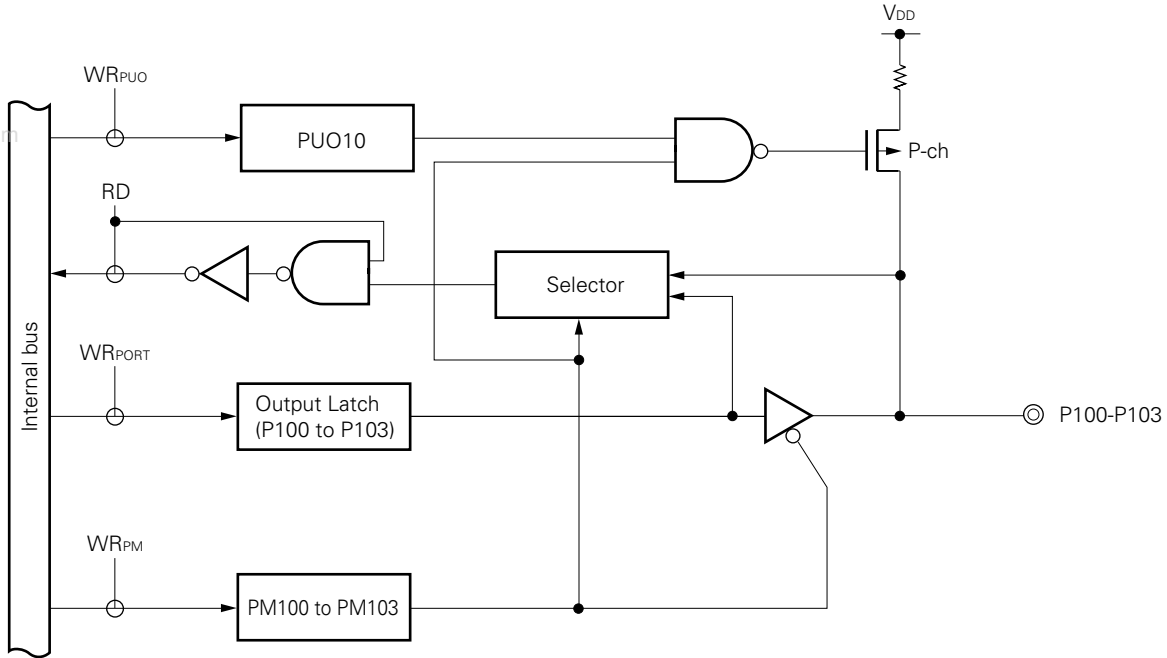 VDD
WRPUO
m
PUO10
P-ch
RD
Selector
Internal bus
WRPORT
Output Latch
(P100 to P103)
P100-P103
WRPM
PM100 to PM103